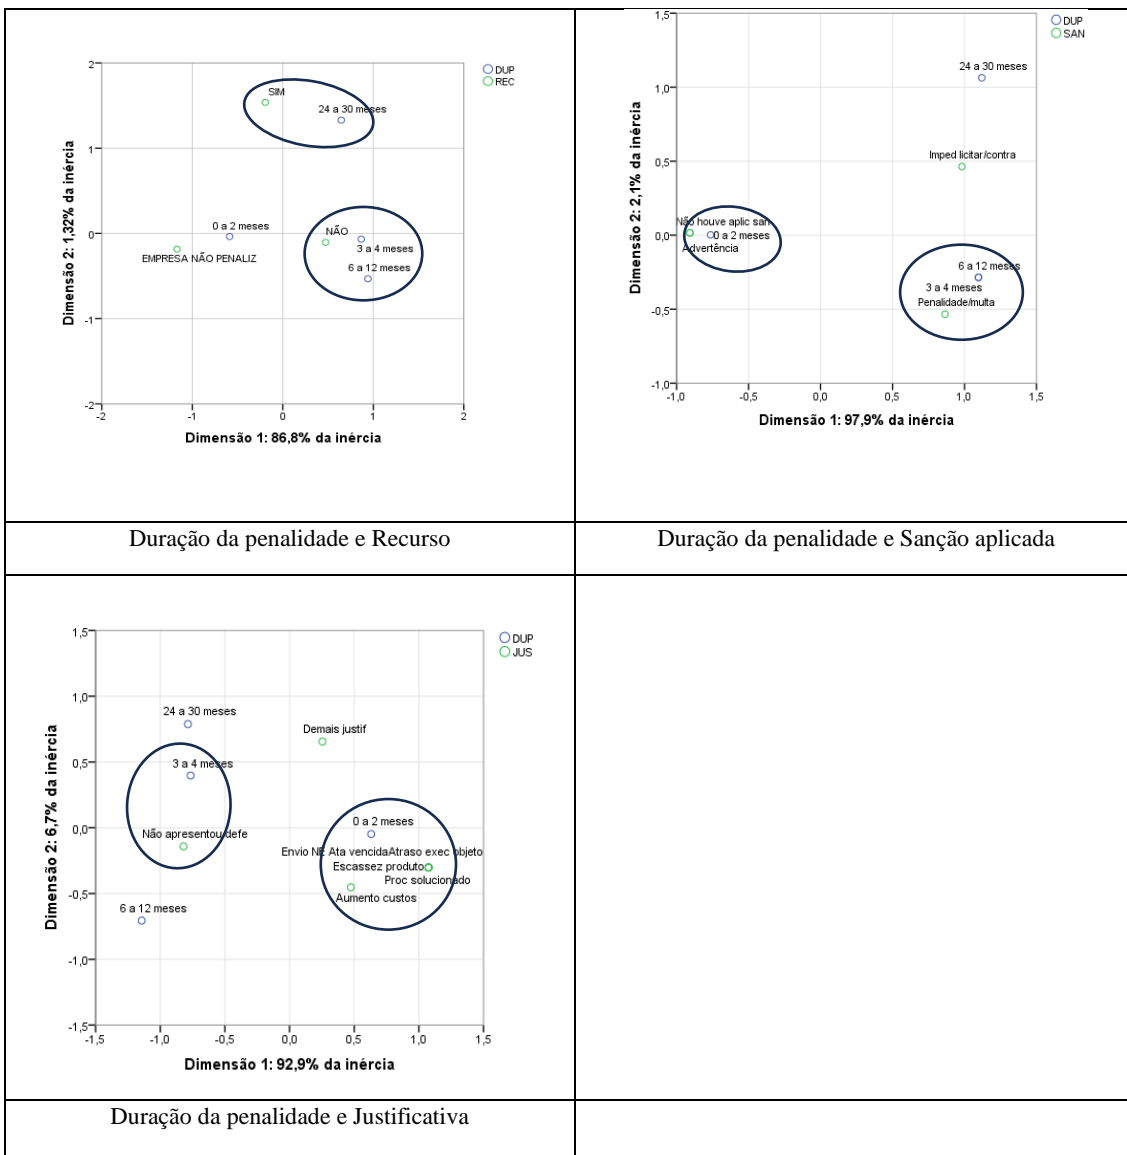 DUP
REC
2
1
0
-1
-2
-2
-1
0
1
2
SIM
24 a 30 meses
0 a 2 meses
NÃO
3 a 4 meses
EMPRESA NÃO PENALIZ
6 a 12 meses
Dimensão 2: 1,32% da inércia
Dimensão 1: 86,8% da inércia
DUP
SAN
1,5
1,0
0,5
0,0
-0,5
-1,0
-1,0
-0,5
0,0
0,5
1,0
1,5
24 a 30 meses
Imped licitar/contra
Não houve aplic san
0 a 2 meses
Advertência
6 a 12 meses
3 a 4 meses
Penalidade/multa
Dimensão 2: 2,1% da inércia
Dimensão 1: 97,9% da inércia
Duração da penalidade e Recurso
Duração da penalidade e Sanção aplicada
DUP
JUS
1,5
1,0
0,5
0,0
-0,5
-1,0
-1,5
-1,5
-1,0
-0,5
0,0
0,5
1,0
1,5
24 a 30 meses
Demais justif
3 a 4 meses
0 a 2 meses
Não apresentou defe
Envio NE Ata vencida Atraso exec objeto
Escassez produto
Proc solucionado
Aumento custos
6 a 12 meses
Dimensão 2: 6,7% da inércia
Dimensão 1: 92,9% da inércia
Duração da penalidade e Justificativa